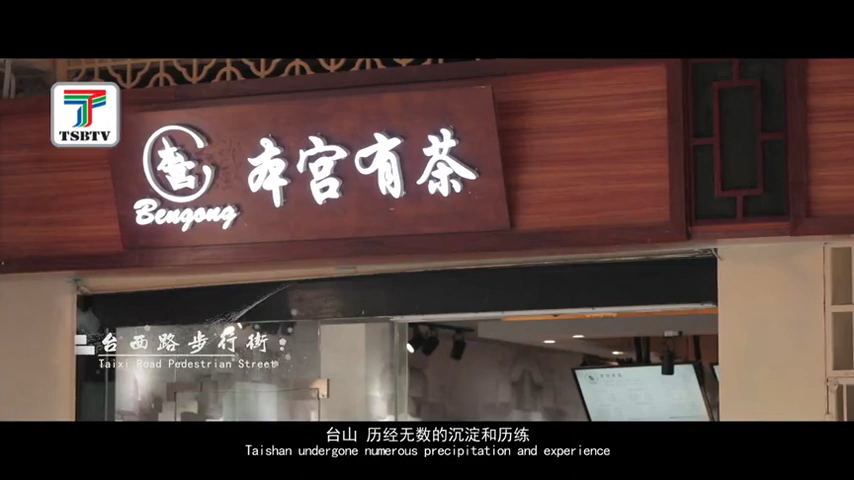 TSBTV
本宫有茶
Bengong
台西路步行街
Taixi Road Pedestrian Street
台山 历经无数的沉淀和历练
Taishan undergone numerous precipitation and experience